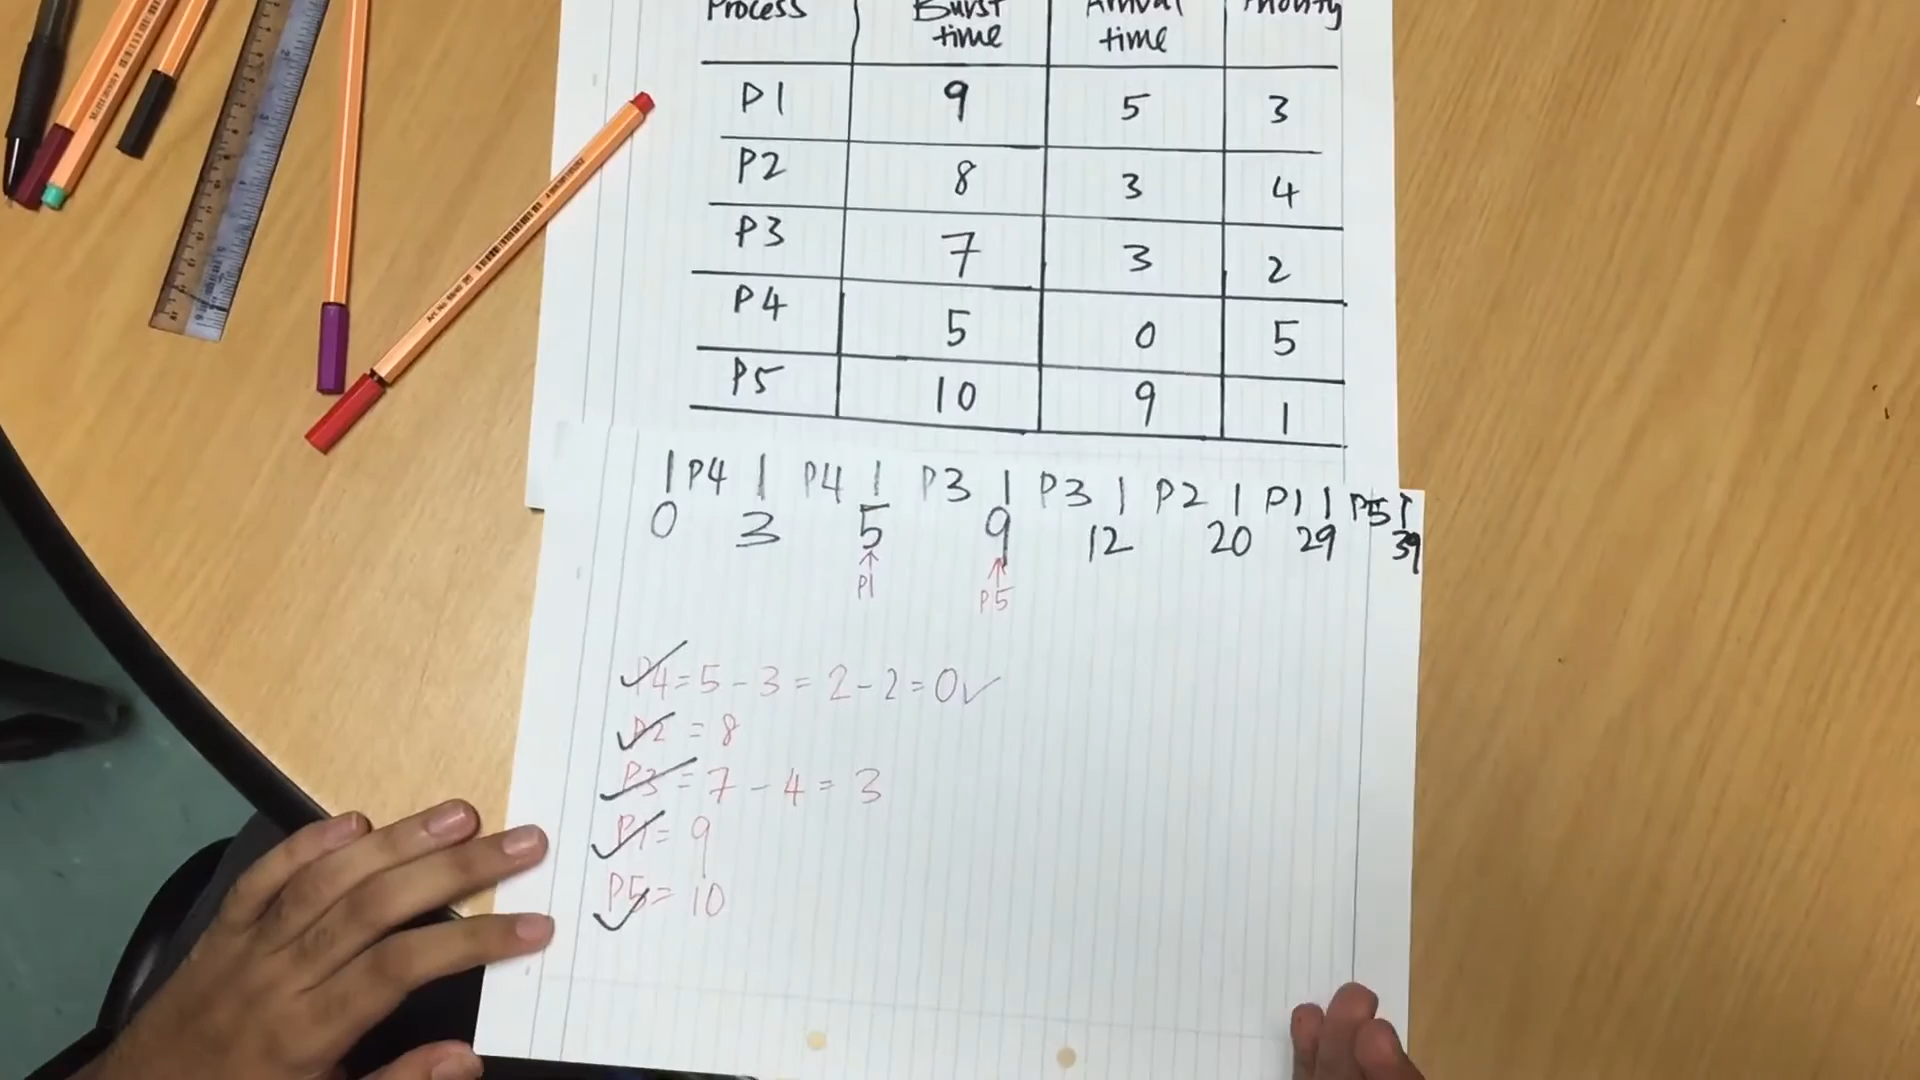 Process Burst time Arrival time Priority
P1 9 5 3
P2 8 3 4
P3 7 3 2
P4 5 0 5
P5 10 9 1
| P4 | P4 | P3 | P3 | P2 | P1 | P5 |
0 3 5 9 12 20 29 39
↑ ↑
P1 P5
P4 = 5 - 3 = 2 - 2 = 0 ✓
P2 = 8
P3 = 7 - 4 = 3
P1 = 9
P5 = 10